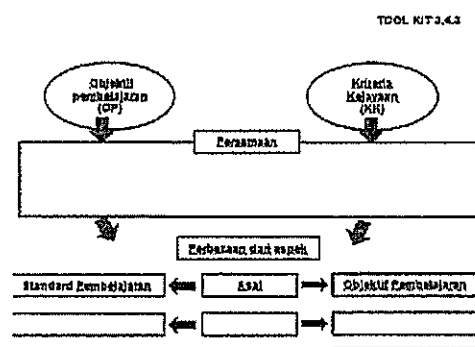 TOOL KIT 3.4.3
Objektif
pembelajaran
(OP)
Kriteria
Kejayaan
(KK)
Persamaan
Perbezaan dari aspek
Standard Pembelajaran
Asal
Objektif Pembelajaran